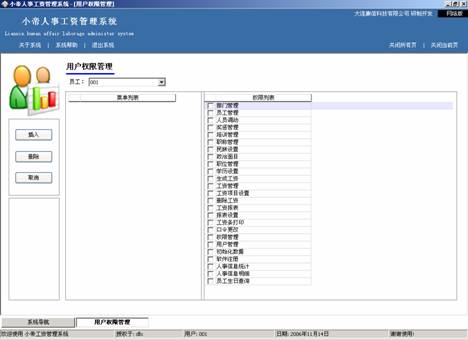 小帝人事工资管理系统 - [用户权限管理]
小帝人事工资管理系统
大连康信科技有限公司 研制开发
网络版
关于系统 | 系统帮助 | 退出系统
关闭所有页 | 关闭当前页
用户权限管理
员工: 001
菜单列表
权限列表
插入
删除
取消
部门管理
员工管理
人员调动
奖惩管理
培训管理
职称管理
民族设置
政治面目
职位管理
学历设置
生成工资
工资管理
工资项目设置
删除工资
工资报表
报表设置
工资条打印
口令更改
权限管理
用户管理
初始化数据
软件注册
人事信息统计
人事信息明细
员工生日查询
系统导航
用户权限管理
欢迎使用 小帝工资管理系统
授权于: dlx
用户: 001
日期: 2006年11月14日
谢谢使用!